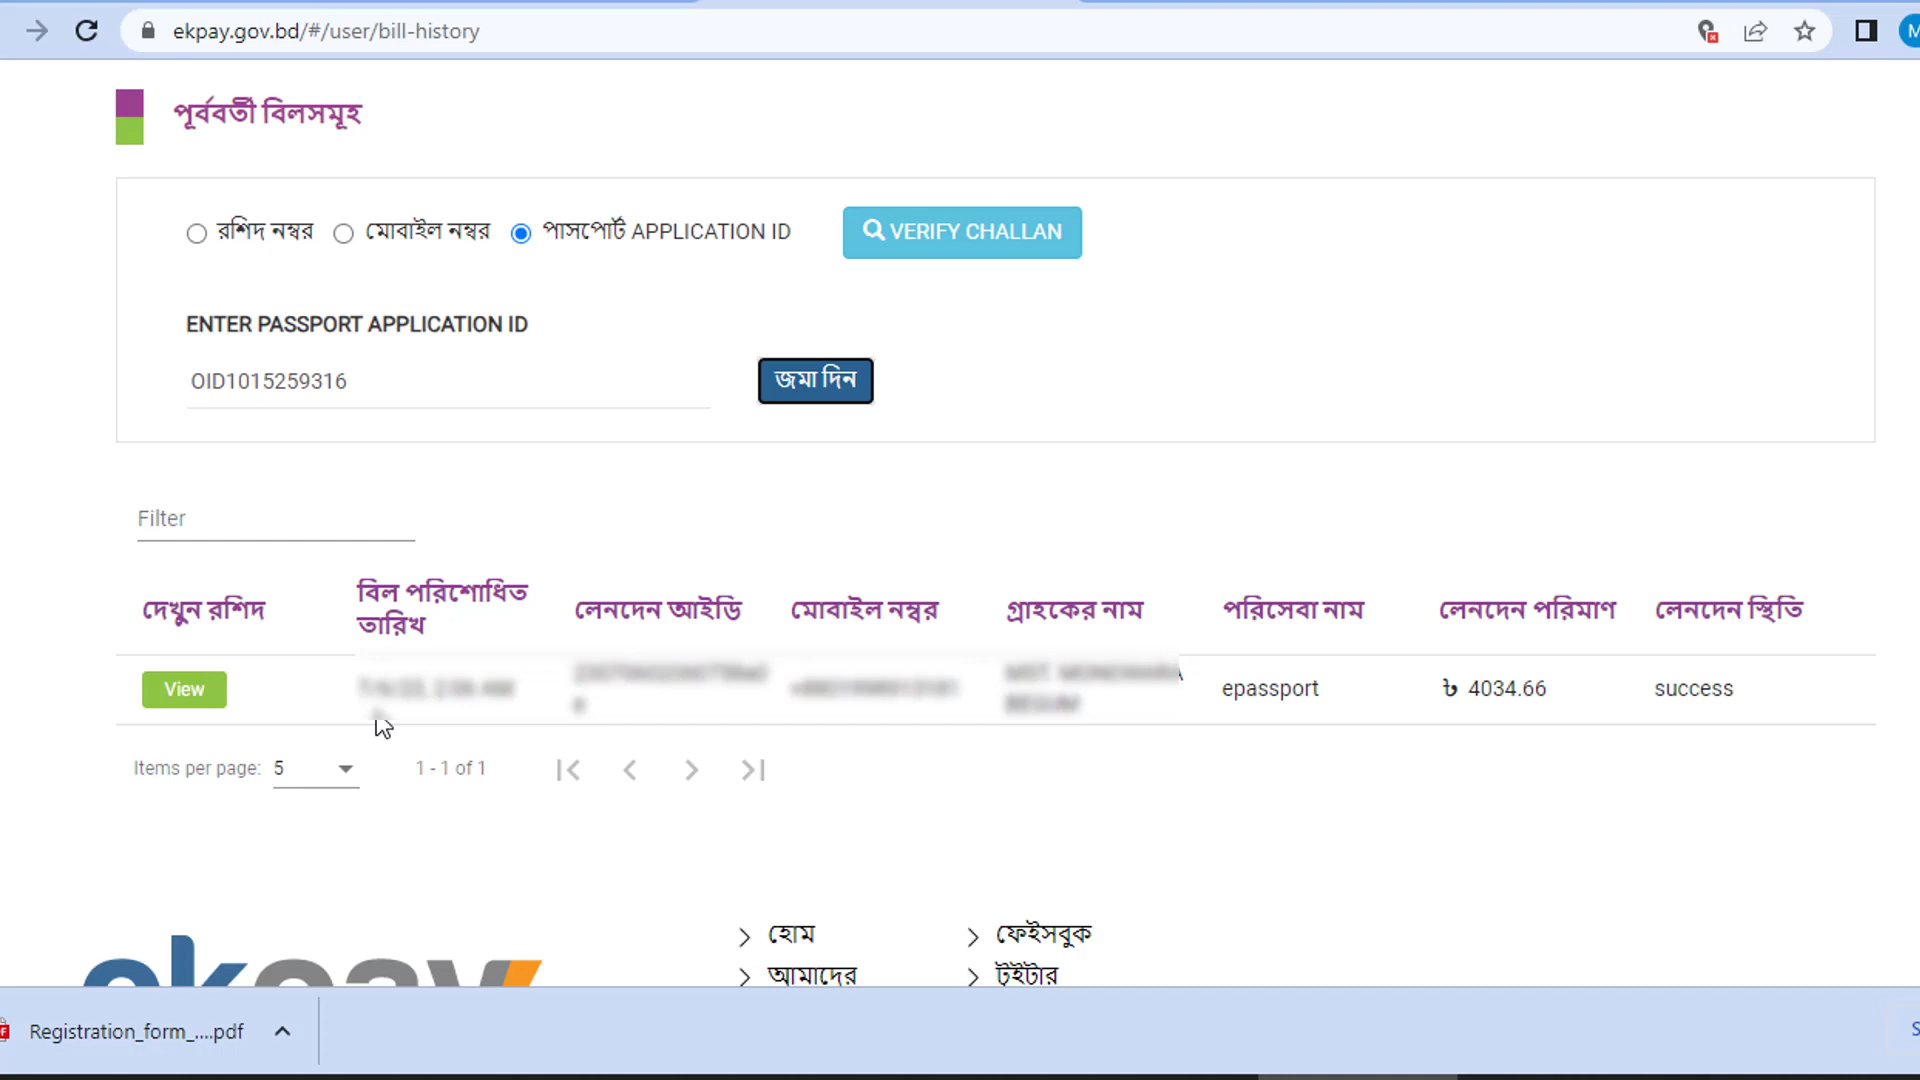 ekpay.gov.bd/#/user/bill-history
M
পূর্ববর্তী বিলসমূহ
রশিদ নম্বর মোবাইল নম্বর পাসপোর্ট APPLICATION ID VERIFY CHALLAN
ENTER PASSPORT APPLICATION ID
OID1015259316 জমা দিন
Filter
দেখুন রশিদ বিল পরিশোধিত তারিখ লেনদেন আইডি মোবাইল নম্বর গ্রাহকের নাম পরিসেবা নাম লেনদেন পরিমাণ লেনদেন স্থিতি
View epassport ৳ 4034.66 success
Items per page: 5 1 - 1 of 1
হোম ফেইসবুক
আমাদের টুইটার
ekpay
Registration_form_....pdf